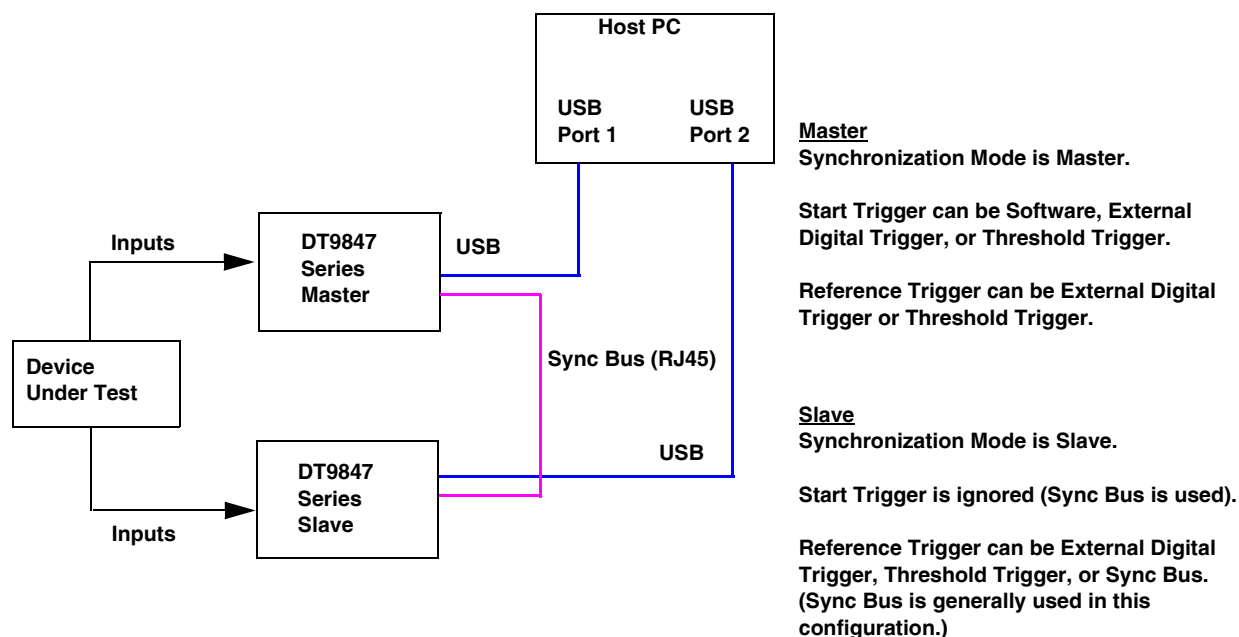 Host PC
USB
Port 1
USB
Port 2
Master
Synchronization Mode is Master.
Start Trigger can be Software, External
Digital Trigger, or Threshold Trigger.
Reference Trigger can be External Digital
Trigger or Threshold Trigger.
Inputs
DT9847
Series
Master
USB
Sync Bus (RJ45)
Device
Under Test
Slave
Synchronization Mode is Slave.
Start Trigger is ignored (Sync Bus is used).
Reference Trigger can be External Digital
Trigger, Threshold Trigger, or Sync Bus.
(Sync Bus is generally used in this
configuration.)
USB
DT9847
Series
Slave
Inputs